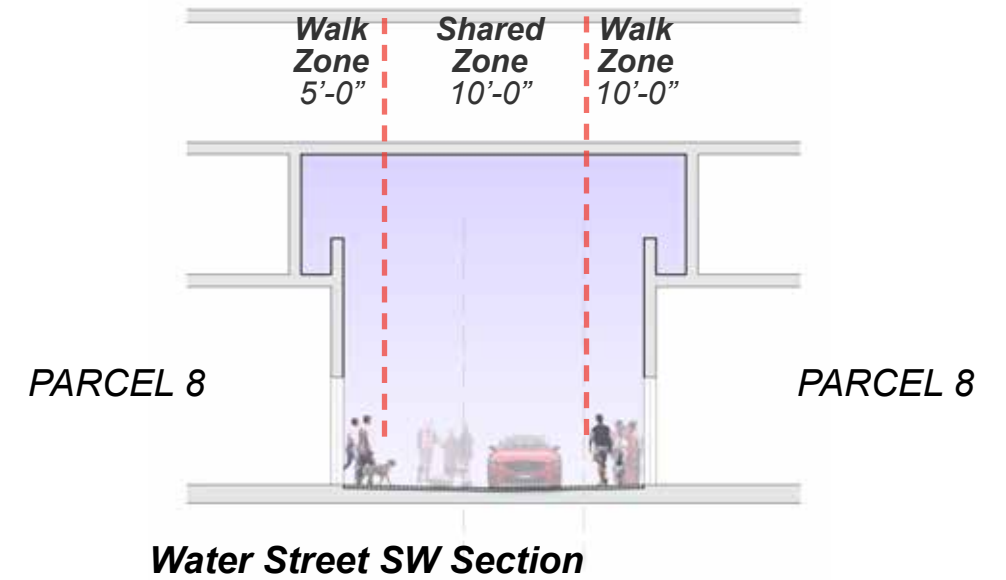 Walk
Zone
5’-0”
Shared
Zone
10’-0”
Walk
Zone
10’-0”
PARCEL 8
PARCEL 8
Water Street SW Section